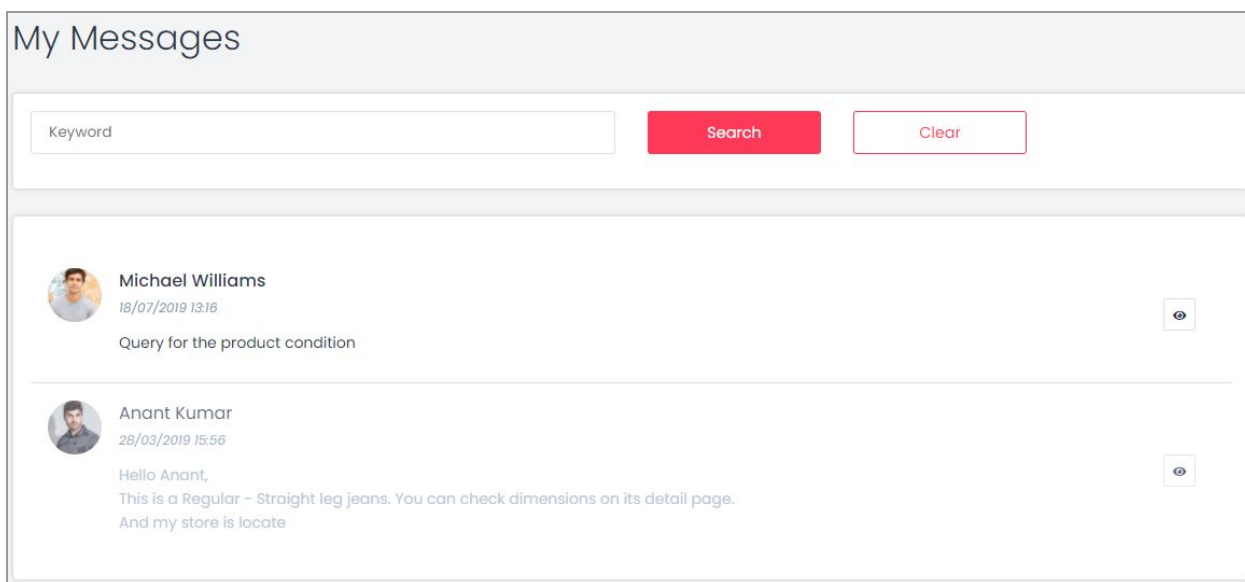 My Messages
Keyword
Search
Clear
Michael Williams
18/07/2019 13:16
Query for the product condition
Anant Kumar
28/03/2019 15:56
Hello Anant,
This is a Regular - Straight leg jeans. You can check dimensions on its detail page.
And my store is locate